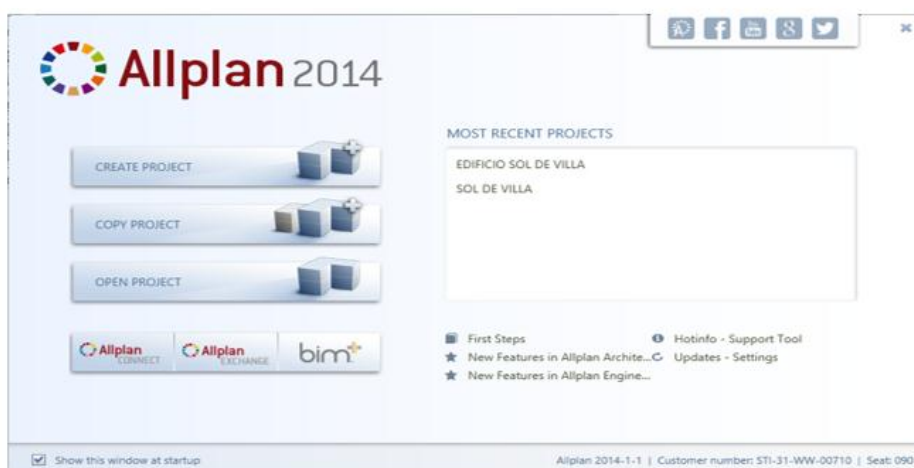 Allplan 2014
CREATE PROJECT
COPY PROJECT
OPEN PROJECT
Allplan
CONNECT
Allplan
EXCHANGE
bim+
MOST RECENT PROJECTS
EDIFICIO SOL DE VILLA
SOL DE VILLA
First Steps
New Features in Allplan Archite...
New Features in Allplan Engine...
Hotinfo - Support Tool
Updates - Settings
Show this window at startup
Allplan 2014-1-1 | Customer number: STI-31-WW-00710 | Seat: 090